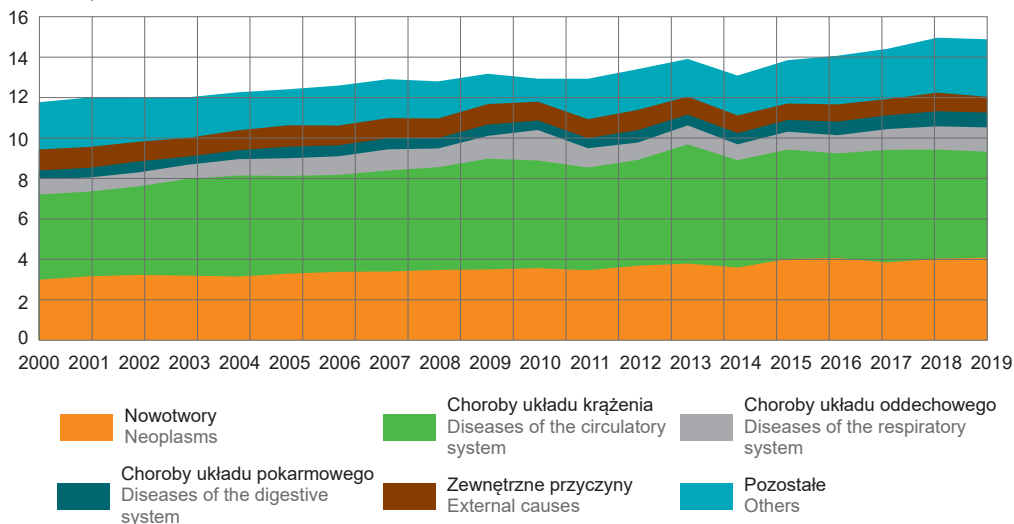 16
14
12
10
8
6
4
2
0
2000 2001 2002 2003 2004 2005 2006 2007 2008 2009 2010 2011 2012 2013 2014 2015 2016 2017 2018 2019
Nowotwory
Neoplasms
Choroby układu krążenia
Diseases of the circulatory
system
Choroby układu oddechowego
Diseases of the respiratory
system
Choroby układu pokarmowego
Diseases of the digestive
system
Zewnętrzne przyczyny
External causes
Pozostałe
Others